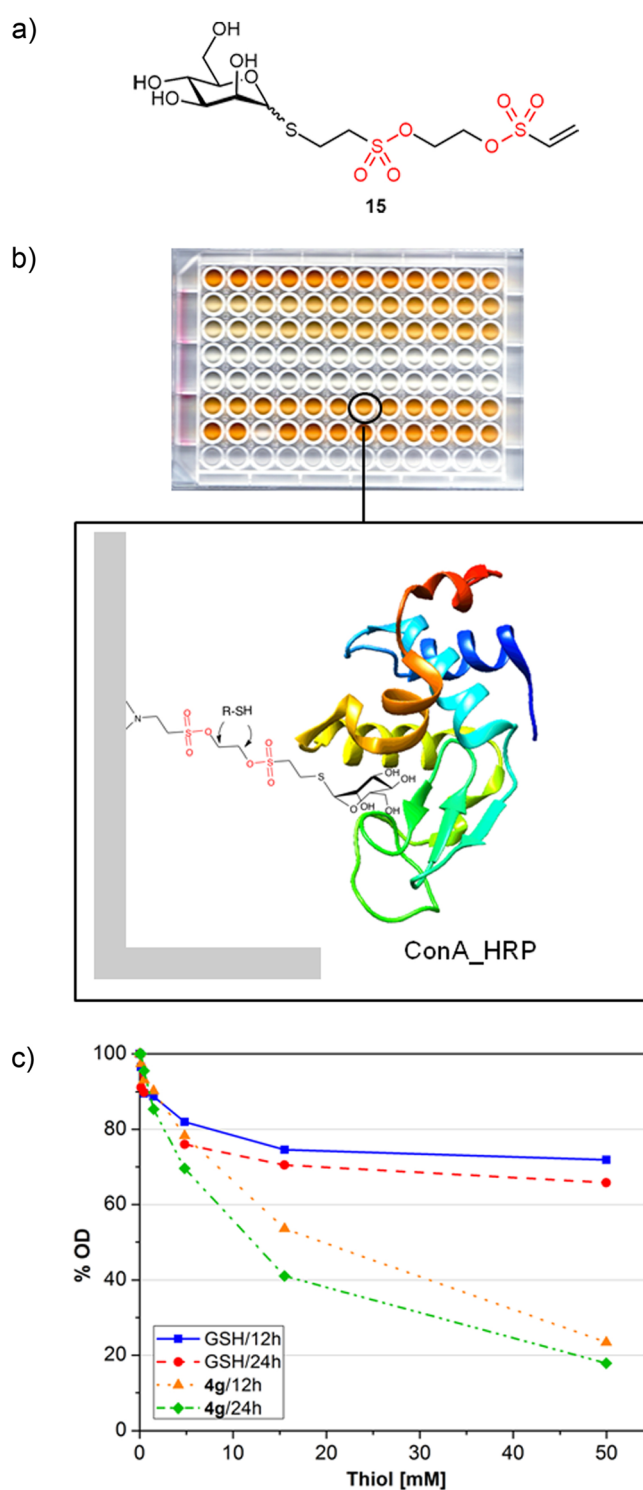 a)
OH
HO
OH
O
HO
S
O
S
O
O
O
O
S
O
O
15
b)
R-SH
N
O
S
O
O
O
O
S
O
S
OH
OH
OH
O
OH
ConA_HRP
c)
100
80
60
40
20
0
% OD
GSH/12h
GSH/24h
4g/12h
4g/24h
0
10
20
30
40
50
Thiol [mM]